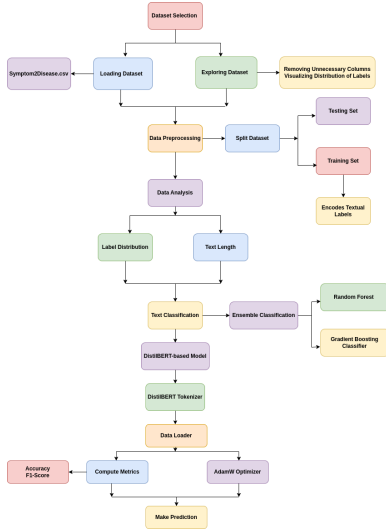 Dataset Selection
Symptom2Disease.csv
Loading Dataset
Exploring Dataset
Removing Unnecessary Columns
Visualizing Distribution of Labels
Testing Set
Data Preprocessing
Split Dataset
Training Set
Data Analysis
Encodes Textual
Labels
Label Distribution
Text Length
Random Forest
Text Classification
Ensemble Classification
Gradient Boosting
Classifier
DistilBERT-based Model
DistilBERT Tokenizer
Data Loader
Accuracy
F1-Score
Compute Metrics
AdamW Optimizer
Make Prediction